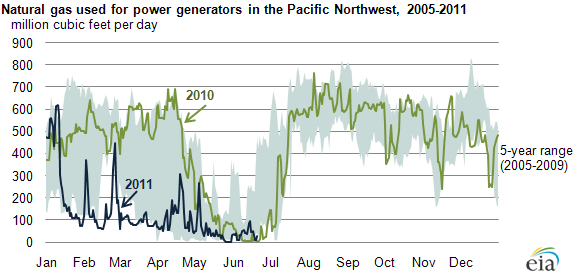 Natural gas used for power generators in the Pacific Northwest, 2005-2011
million cubic feet per day
900
800
700
600
500
400
300
200
100
0
2010
2011
5-year range
(2005-2009)
Jan Feb Mar Apr May Jun Jul Aug Sep Oct Nov Dec
eia